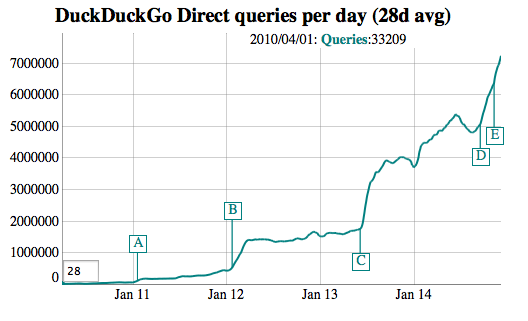 DuckDuckGo Direct queries per day (28d avg)
2010/04/01: Queries:33209
7000000
6000000
5000000
4000000
3000000
2000000
1000000
0
A
B
C
D
E
28
Jan 11 Jan 12 Jan 13 Jan 14